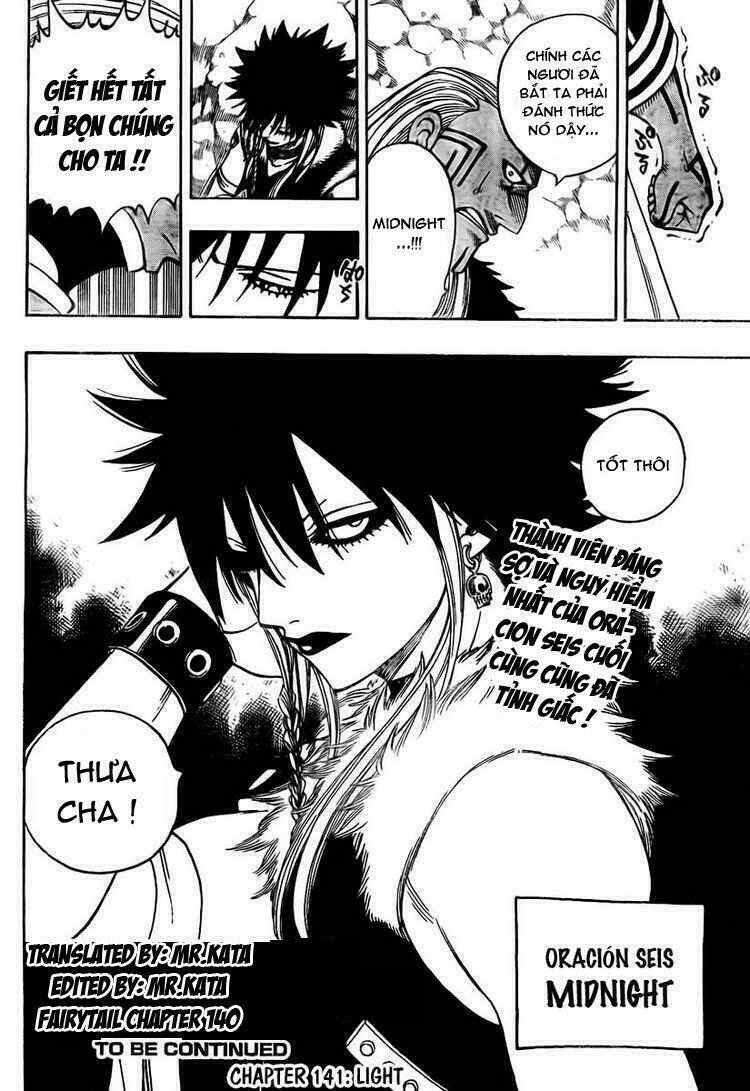 CHÍNH CÁC
NGƯƠI ĐÃ
BẮT TA PHẢI
ĐÁNH THỨC
NÓ DẬY...
MIDNIGHT
...!!!
GIẾT HẾT TẤT
CẢ BỌN CHÚNG
CHO TA !!
TỐT THÔI
THÀNH VIÊN ĐÁNG
SỢ VÀ NGUY HIỂM
NHẤT CỦA ORA-
CION SEIS CUỐI
CÙNG CŨNG ĐÃ
TỈNH GIẤC !
THƯA
CHA !
ORACIÓN SEIS
MIDNIGHT
TRANSLATED BY: MR.KATA
EDITED BY: MR.KATA
FAIRYTAIL CHAPTER 140
TO BE CONTINUED
CHAPTER 141: LIGHT